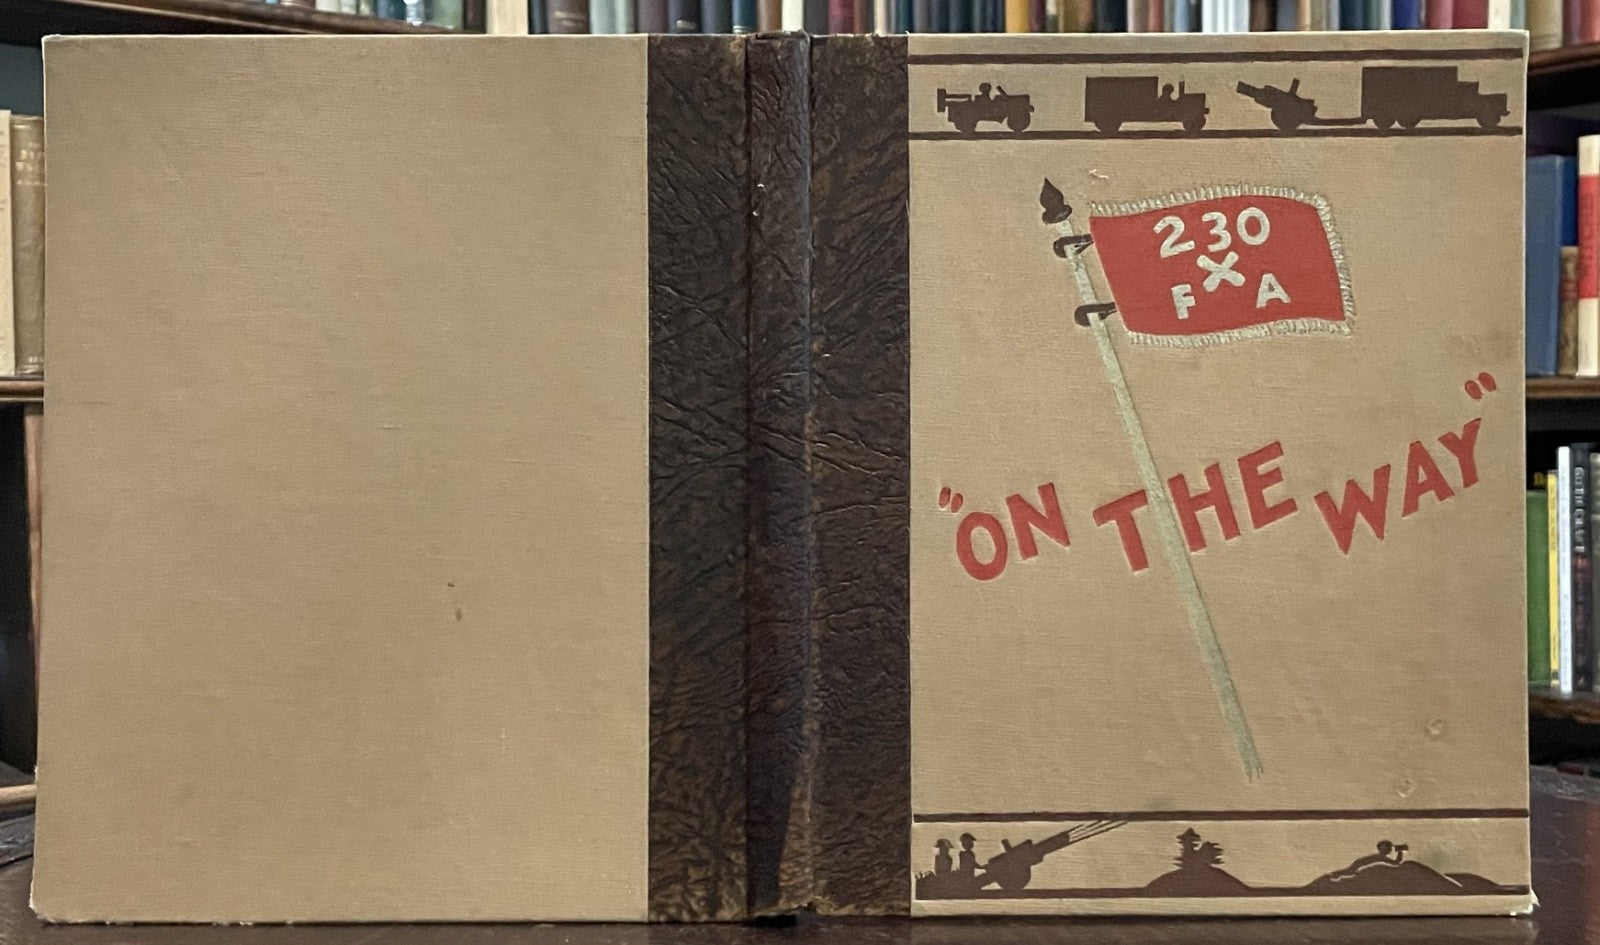 230
F A
"ON THE WAY"